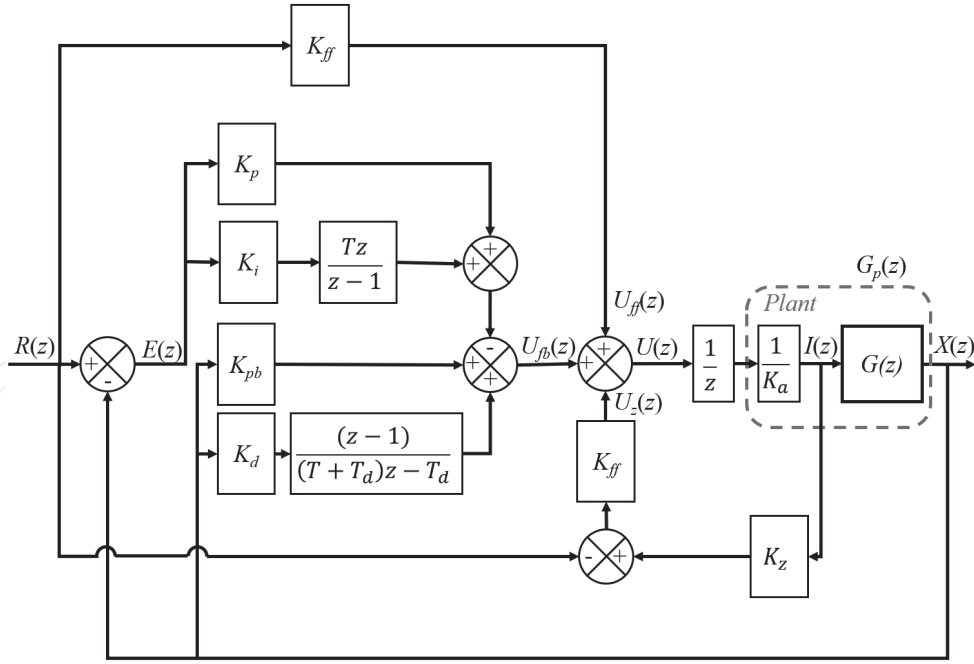 K_ff
K_p
K_i
Tz
z − 1
G_p(z)
Plant
U_ff(z)
R(z)
+
-
E(z)
+
+
K_pb
+
-
+
U_fb(z)
+
+
+
U(z)
1
z
1
K_a
I(z)
G(z)
X(z)
U_z(z)
K_d
(z − 1)
(T + T_d)z − T_d
K_ff
-
+
K_z